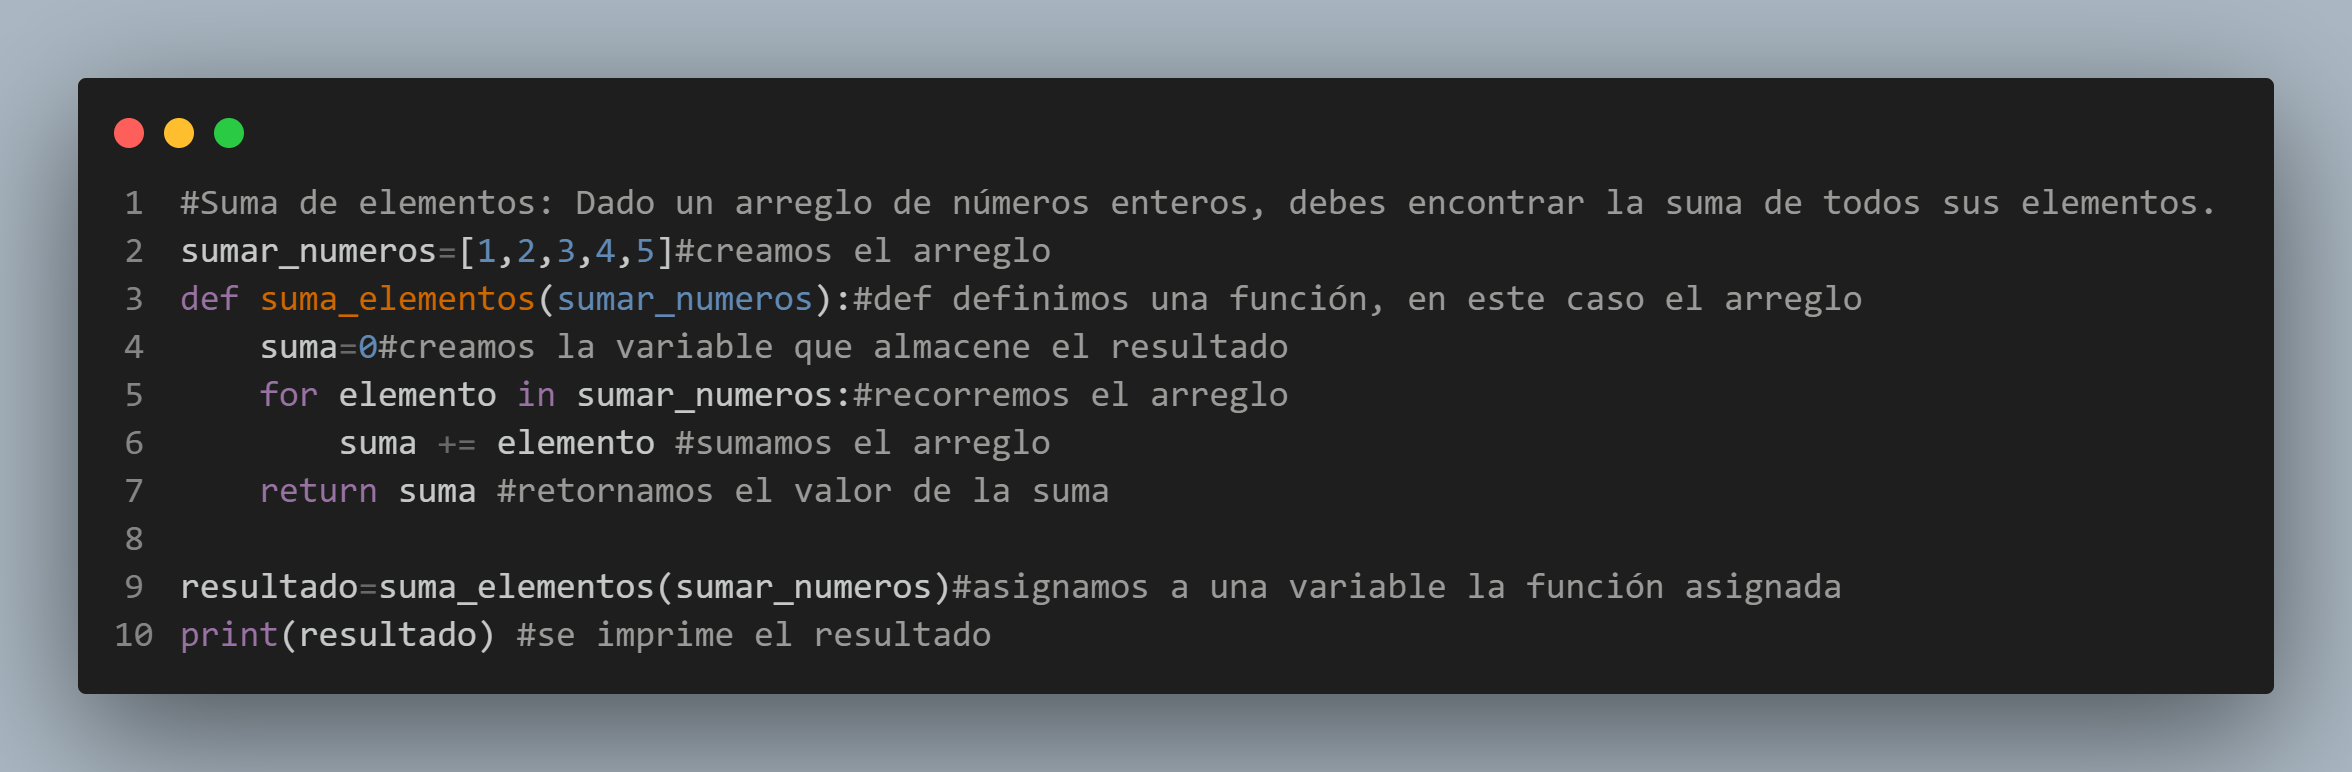 1 #Suma de elementos: Dado un arreglo de números enteros, debes encontrar la suma de todos sus elementos.
2 sumar_numeros=[1,2,3,4,5]#creamos el arreglo
3 def suma_elementos(sumar_numeros):#def definimos una función, en este caso el arreglo
4     suma=0#creamos la variable que almacene el resultado
5     for elemento in sumar_numeros:#recorremos el arreglo
6         suma += elemento #sumamos el arreglo
7     return suma #retornamos el valor de la suma
8
9 resultado=suma_elementos(sumar_numeros)#asignamos a una variable la función asignada
10 print(resultado) #se imprime el resultado